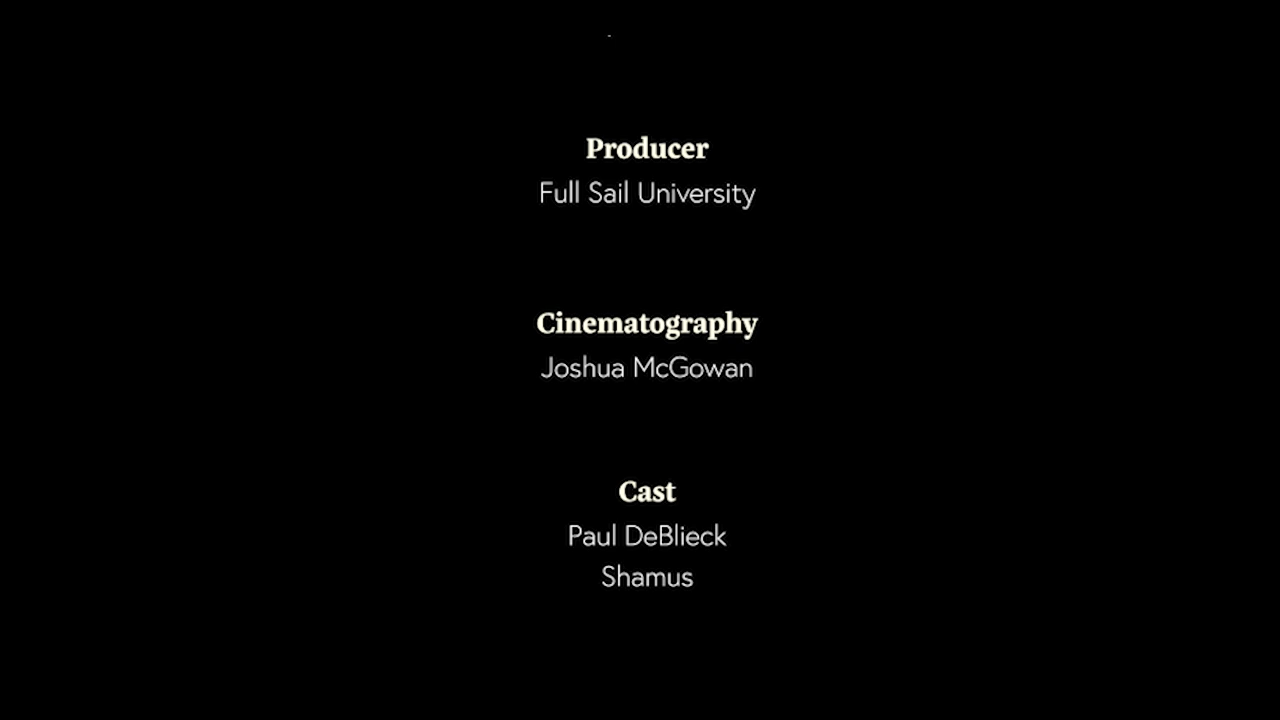 Producer
Full Sail University
Cinematography
Joshua McGowan
Cast
Paul DeBlieck
Shamus